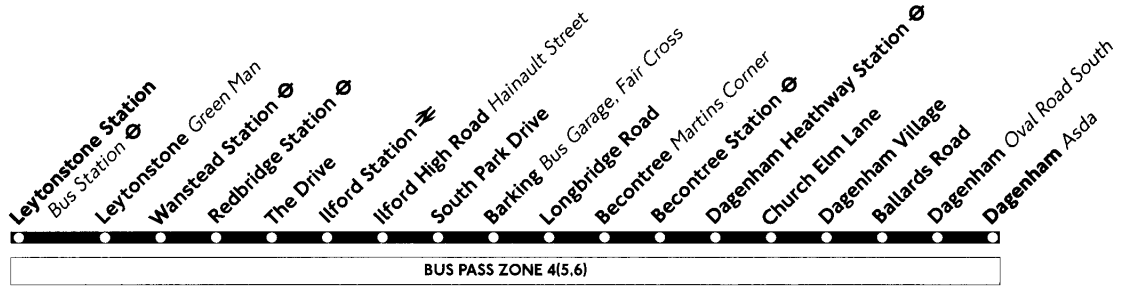 Leytonstone Station
Bus Station
Leytonstone Green Man
Wanstead Station
Redbridge Station
The Drive
Ilford Station
Ilford High Road Hainault Street
South Park Drive
Barking Bus Garage, Fair Cross
Longbridge Road
Becontree Martins Corner
Becontree Station
Dagenham Heathway Station
Church Elm Lane
Dagenham Village
Ballards Road
Dagenham Oval Road South
Dagenham Asda
BUS PASS ZONE 4(5,6)